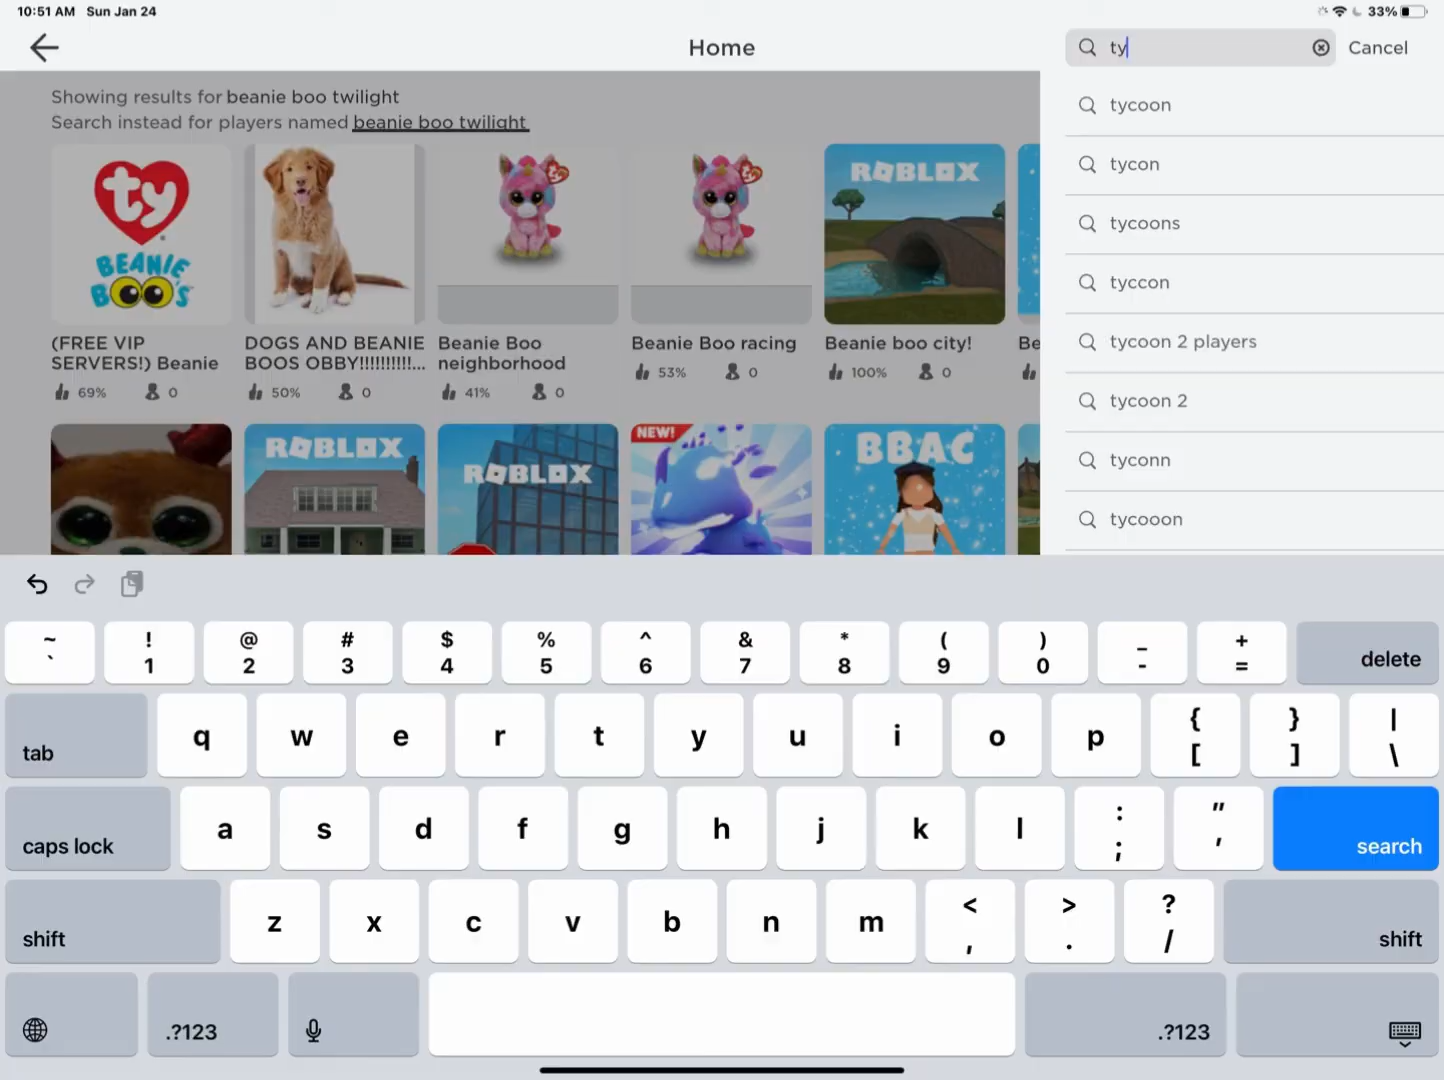 10:51 AM Sun Jan 24
33%
Home
ty
Cancel
Showing results for beanie boo twilight
Search instead for players named beanie boo twilight
tycoon
tycon
tycoons
tyccon
tycoon 2 players
tycoon 2
tyconn
tycooon
ty
BEANIE
BOO'S
ROBLOX
(FREE VIP
SERVERS!) Beanie
69% 0
DOGS AND BEANIE
BOOS OBBY!!!!!!!!!!...
50% 0
Beanie Boo
neighborhood
41% 0
Beanie Boo racing
53% 0
Beanie boo city!
100% 0
Be
ROBLOX
ROBLOX
NEW!
BBAC
~ ! @ # $ % ^ & * ( ) _ +
` 1 2 3 4 5 6 7 8 9 0 - = delete
tab q w e r t y u i o p { [ } ] | \
caps lock a s d f g h j k l : ; " ' search
shift z x c v b n m < , > . ? / shift
.?123 .?123